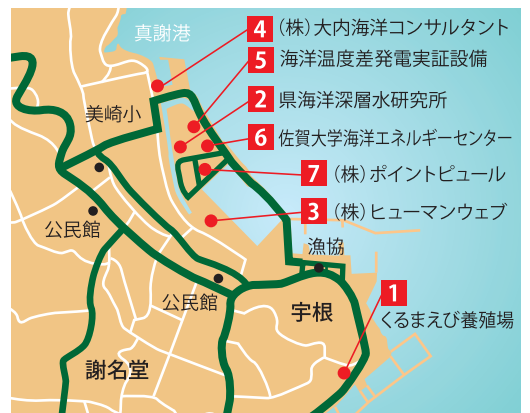 真謝港
4 (株)大内海洋コンサルタント
5 海洋温度差発電実証設備
美崎小
2 県海洋深層水研究所
6 佐賀大学海洋エネルギーセンター
7 (株)ポイントピュール
3 (株)ヒューマンウェブ
公民館
漁協
公民館
1
宇根
くるまえび養殖場
謝名堂